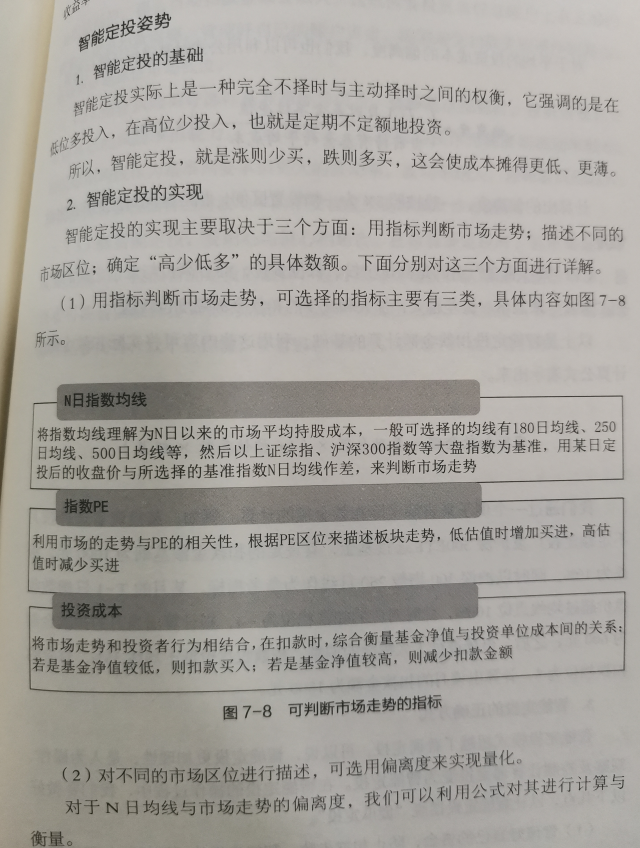 智能定投姿势
1. 智能定投的基础
智能定投实际上是一种完全不择时与主动择时之间的权衡，它强调的是在
低位多投入，在高位少投入，也就是定期不定额地投资。
所以，智能定投，就是涨则少买，跌则多买，这会使成本摊得更低、更薄。
2. 智能定投的实现
智能定投的实现主要取决于三个方面：用指标判断市场走势；描述不同的
市场区位；确定“高少低多”的具体数额。下面分别对这三个方面进行详解。
（1）用指标判断市场走势，可选择的指标主要有三类，具体内容如图 7-8
所示。
N日指数均线
将指数均线理解为N日以来的市场平均持股成本，一般可选择的均线有180日均线、250
日均线、500日均线等，然后以上证综指、沪深300指数等大盘指数为基准，用某日定
投后的收盘价与所选择的基准指数N日均线作差，来判断市场走势
指数PE
利用市场的走势与PE的相关性，根据PE区位来描述板块走势，低估值时增加买进，高估
值时减少买进
投资成本
将市场走势和投资者行为相结合，在扣款时，综合衡量基金净值与投资单位成本间的关系：
若是基金净值较低，则扣款买入；若是基金净值较高，则减少扣款金额
图 7-8 可判断市场走势的指标
（2）对不同的市场区位进行描述，可选用偏离度来实现量化。
对于 N 日均线与市场走势的偏离度，我们可以利用公式对其进行计算与
衡量。